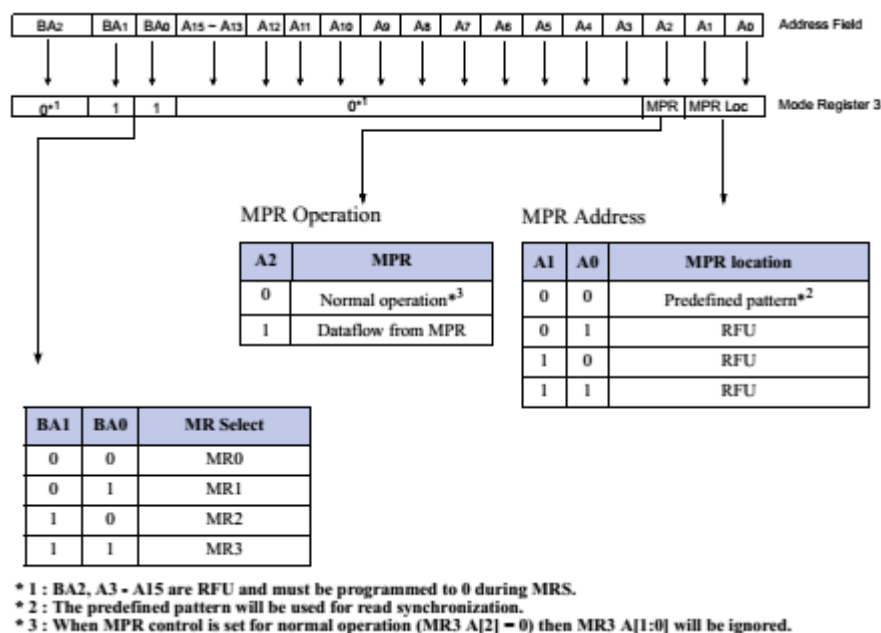 BA2 BA1 BA0 A15 ~ A13 A12 A11 A10 A9 A8 A7 A6 A5 A4 A3 A2 A1 A0 Address Field
0*1 1 1 0*1 MPR MPR Loc Mode Register 3
MPR Operation
A2 MPR
0 Normal operation*3
1 Dataflow from MPR
MPR Address
A1 A0 MPR location
0 0 Predefined pattern*2
0 1 RFU
1 0 RFU
1 1 RFU
BA1 BA0 MR Select
0 0 MR0
0 1 MR1
1 0 MR2
1 1 MR3
* 1 : BA2, A3 - A15 are RFU and must be programmed to 0 during MRS.
* 2 : The predefined pattern will be used for read synchronization.
* 3 : When MPR control is set for normal operation (MR3 A[2] = 0) then MR3 A[1:0] will be ignored.